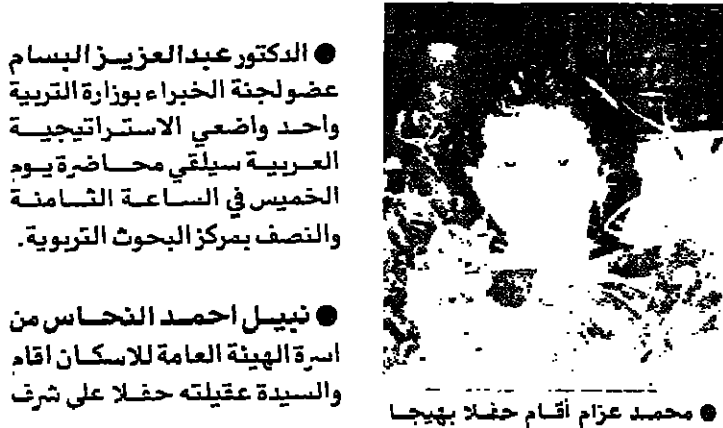 ● الدكتور عبدالعزيز البسام
عضو لجنة الخبراء بوزارة التربية
واحد واضعي الاستراتيجية
العربية سيلقي محاضرة يوم
الخميس في الساعة الثامنة
والنصف بمركز البحوث التربوية.
● نبيل احمد النحاس من
اسرة الهيئة العامة للاسكان اقام
والسيدة عقيلته حفلا على شرف
● محمد عزام أقام حفلا بهيجا